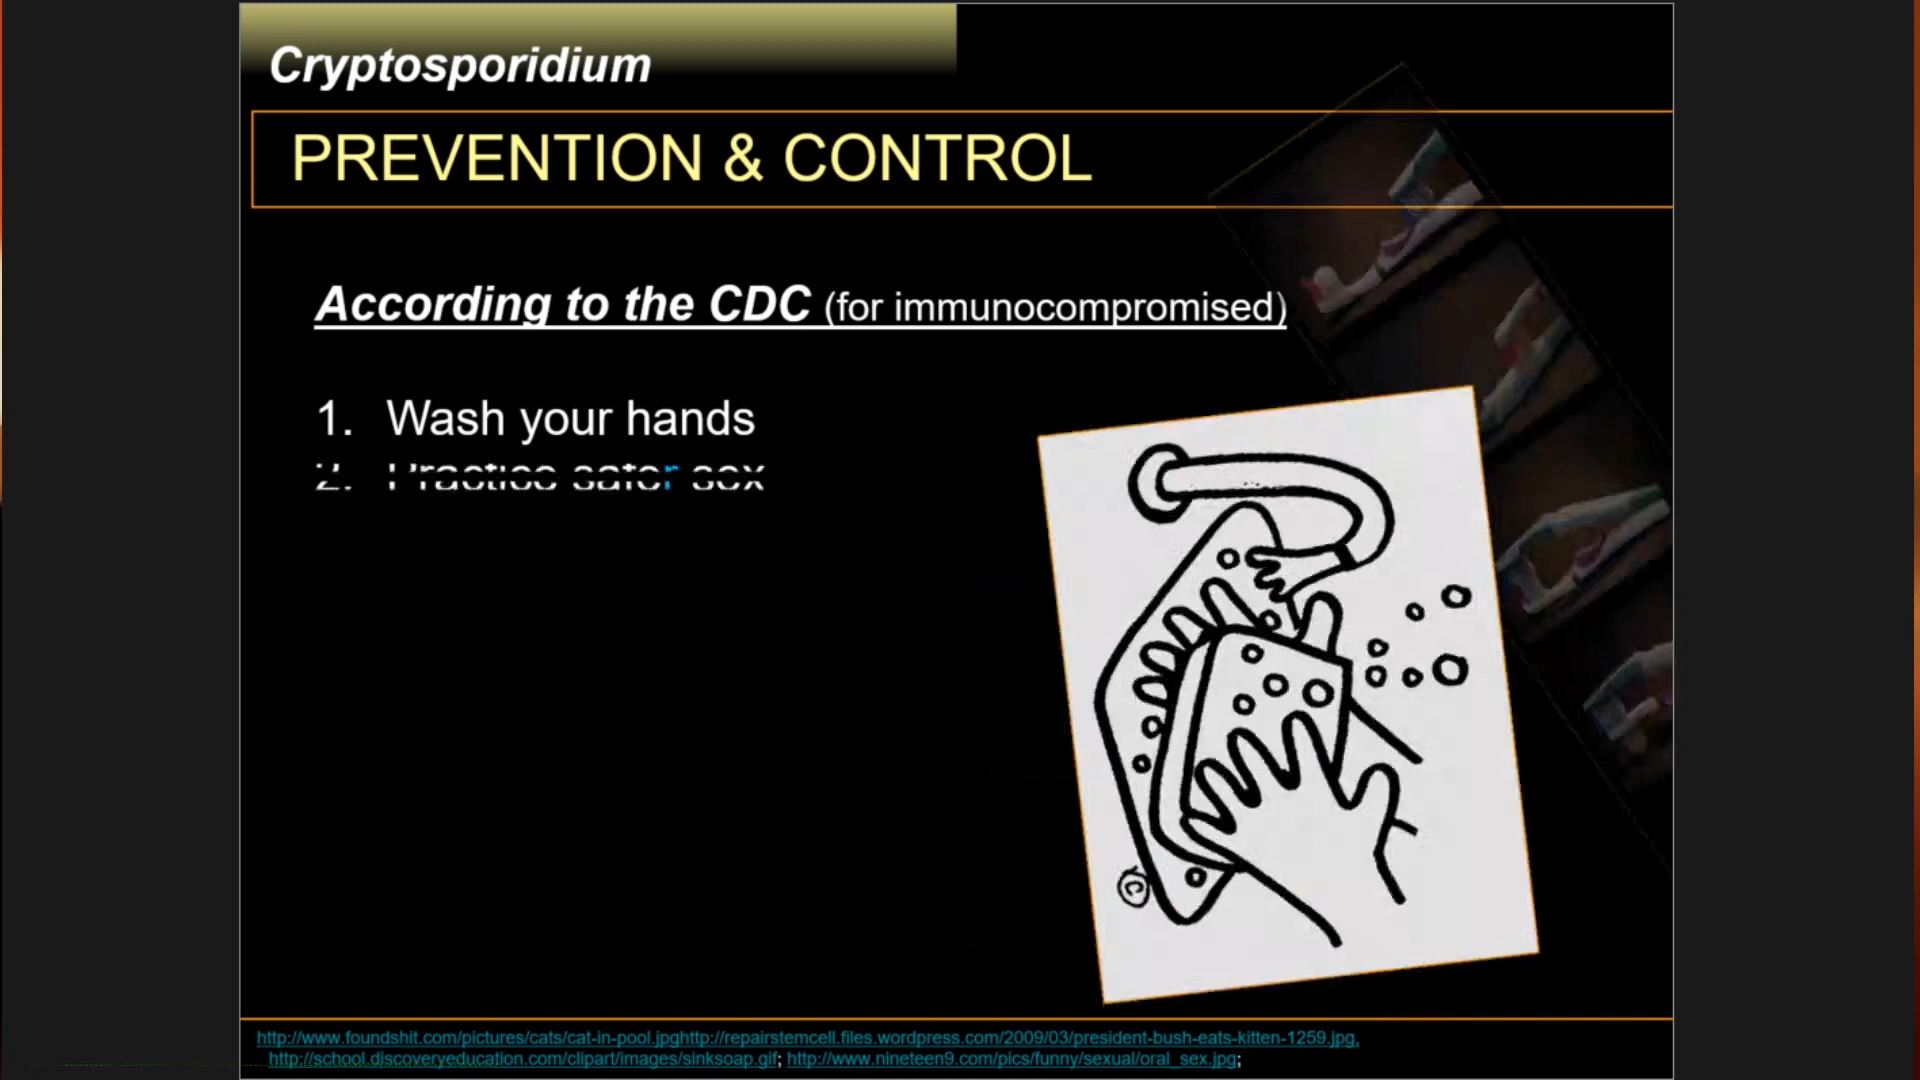 Cryptosporidium
PREVENTION & CONTROL
According to the CDC (for immunocompromised)
1. Wash your hands
2. Practice safer sex
©
http://www.foundshit.com/pictures/cats/cat-in-pool.jpghttp://repairstemcell.files.wordpress.com/2009/03/president-bush-eats-kitten-1259.jpg,
http://school.discoveryeducation.com/clipart/images/sinksoap.gif; http://www.nineteen9.com/pics/funny/sexual/oral_sex.jpg;